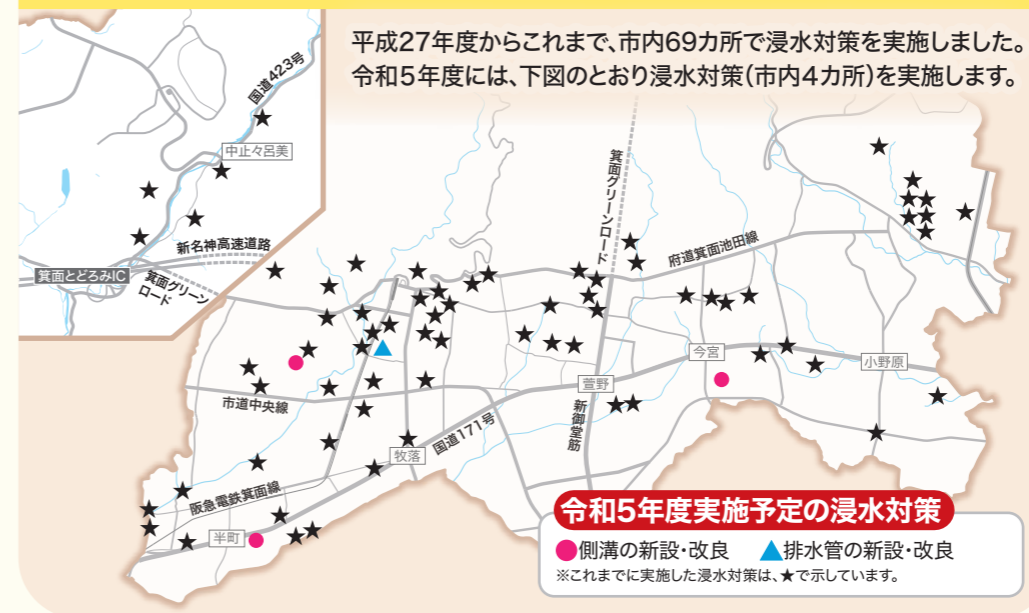 平成27年度からこれまで、市内69カ所で浸水対策を実施しました。
令和5年度には、下図のとおり浸水対策(市内4カ所)を実施します。
国道423号
中止々呂美
新名神高速道路
箕面とどろみIC
箕面グリーン
ロード
箕面グリーンロード
府道箕面池田線
今宮
小野原
萱野
市道中央線
新御堂筋
国道171号
牧落
阪急電鉄箕面線
半町
令和5年度実施予定の浸水対策
●側溝の新設・改良 ▲排水管の新設・改良
※これまでに実施した浸水対策は、★で示しています。